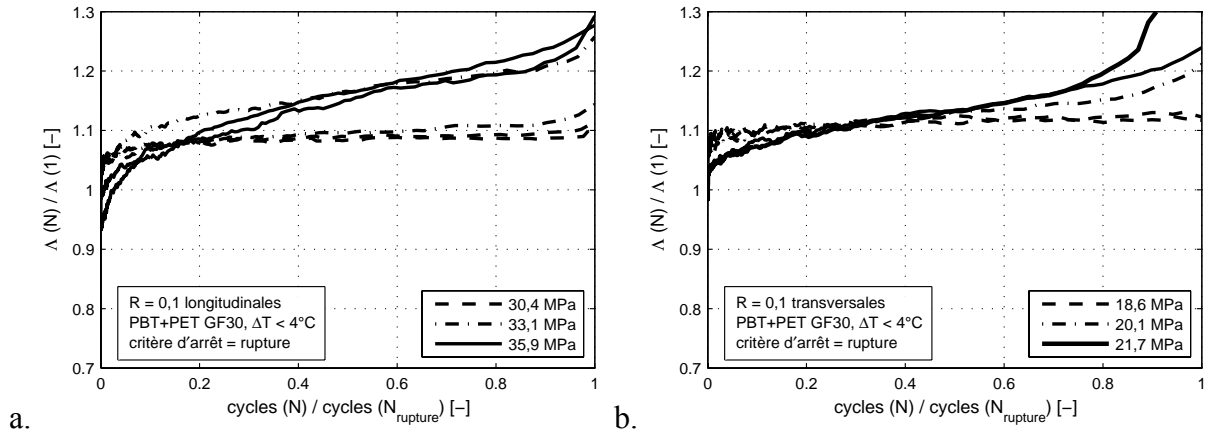 1.3
1.2
1.1
1
0.9
0.8
0.7
Λ (N) / Λ (1) [–]
R = 0,1 longitudinales
PBT+PET GF30, ΔT < 4°C
critère d'arrêt = rupture
30,4 MPa
33,1 MPa
35,9 MPa
0 0.2 0.4 0.6 0.8 1
cycles (N) / cycles (N_rupture) [–]
a.
1.3
1.2
1.1
1
0.9
0.8
0.7
Λ (N) / Λ (1) [–]
R = 0,1 transversales
PBT+PET GF30, ΔT < 4°C
critère d'arrêt = rupture
18,6 MPa
20,1 MPa
21,7 MPa
0 0.2 0.4 0.6 0.8 1
cycles (N) / cycles (N_rupture) [–]
b.